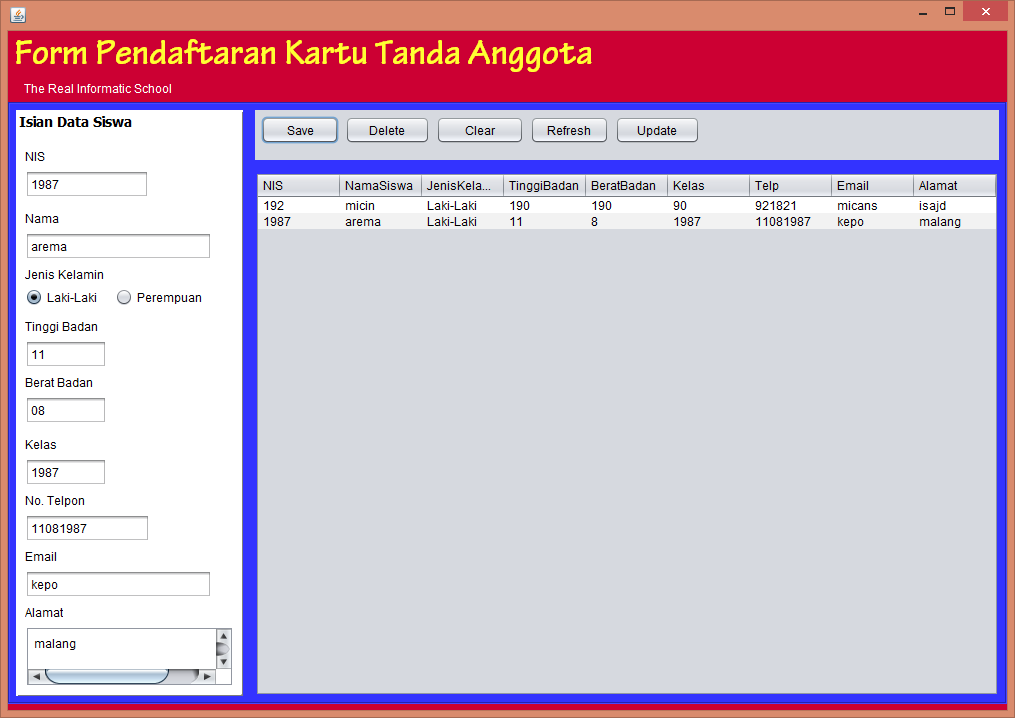 Form Pendaftaran Kartu Tanda Anggota
The Real Informatic School
Isian Data Siswa
NIS
1987
Nama
arema
Jenis Kelamin
Laki-Laki Perempuan
Tinggi Badan
11
Berat Badan
08
Kelas
1987
No. Telpon
11081987
Email
kepo
Alamat
malang
Save Delete Clear Refresh Update
NIS NamaSiswa JenisKela... TinggiBadan BeratBadan Kelas Telp Email Alamat
192 micin Laki-Laki 190 190 90 921821 micans isajd
1987 arema Laki-Laki 11 8 1987 11081987 kepo malang